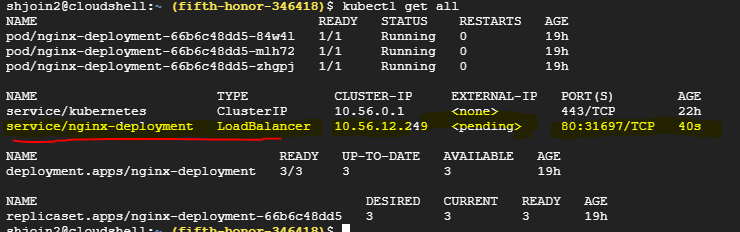 shjoin2@cloudshell:~ (fifth-honor-346418)$ kubectl get all
NAME READY STATUS RESTARTS AGE
pod/nginx-deployment-66b6c48dd5-84w4l 1/1 Running 0 19h
pod/nginx-deployment-66b6c48dd5-mlh72 1/1 Running 0 19h
pod/nginx-deployment-66b6c48dd5-zhgpj 1/1 Running 0 19h
NAME TYPE CLUSTER-IP EXTERNAL-IP PORT(S) AGE
service/kubernetes ClusterIP 10.56.0.1 <none> 443/TCP 22h
service/nginx-deployment LoadBalancer 10.56.12.249 <pending> 80:31697/TCP 40s
NAME READY UP-TO-DATE AVAILABLE AGE
deployment.apps/nginx-deployment 3/3 3 3 19h
NAME DESIRED CURRENT READY AGE
replicaset.apps/nginx-deployment-66b6c48dd5 3 3 3 19h
shjoin2@cloudshell:~ (fifth-honor-346418)$